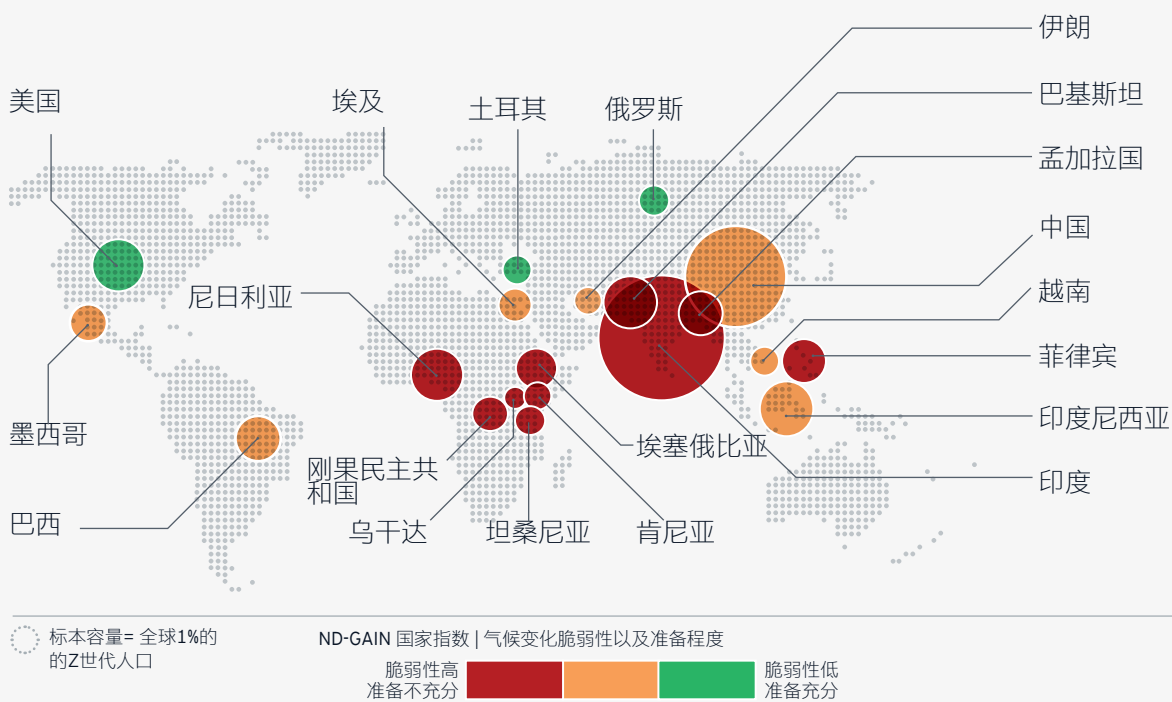 伊朗
美国
埃及
土耳其
俄罗斯
巴基斯坦
孟加拉国
中国
尼日利亚
越南
菲律宾
墨西哥
印度尼西亚
埃塞俄比亚
刚果民主共
和国
印度
巴西
乌干达
坦桑尼亚
肯尼亚
标本容量= 全球1%的
的Z世代人口
ND-GAIN 国家指数 | 气候变化脆弱性以及准备程度
脆弱性高
准备不充分
脆弱性低
准备充分